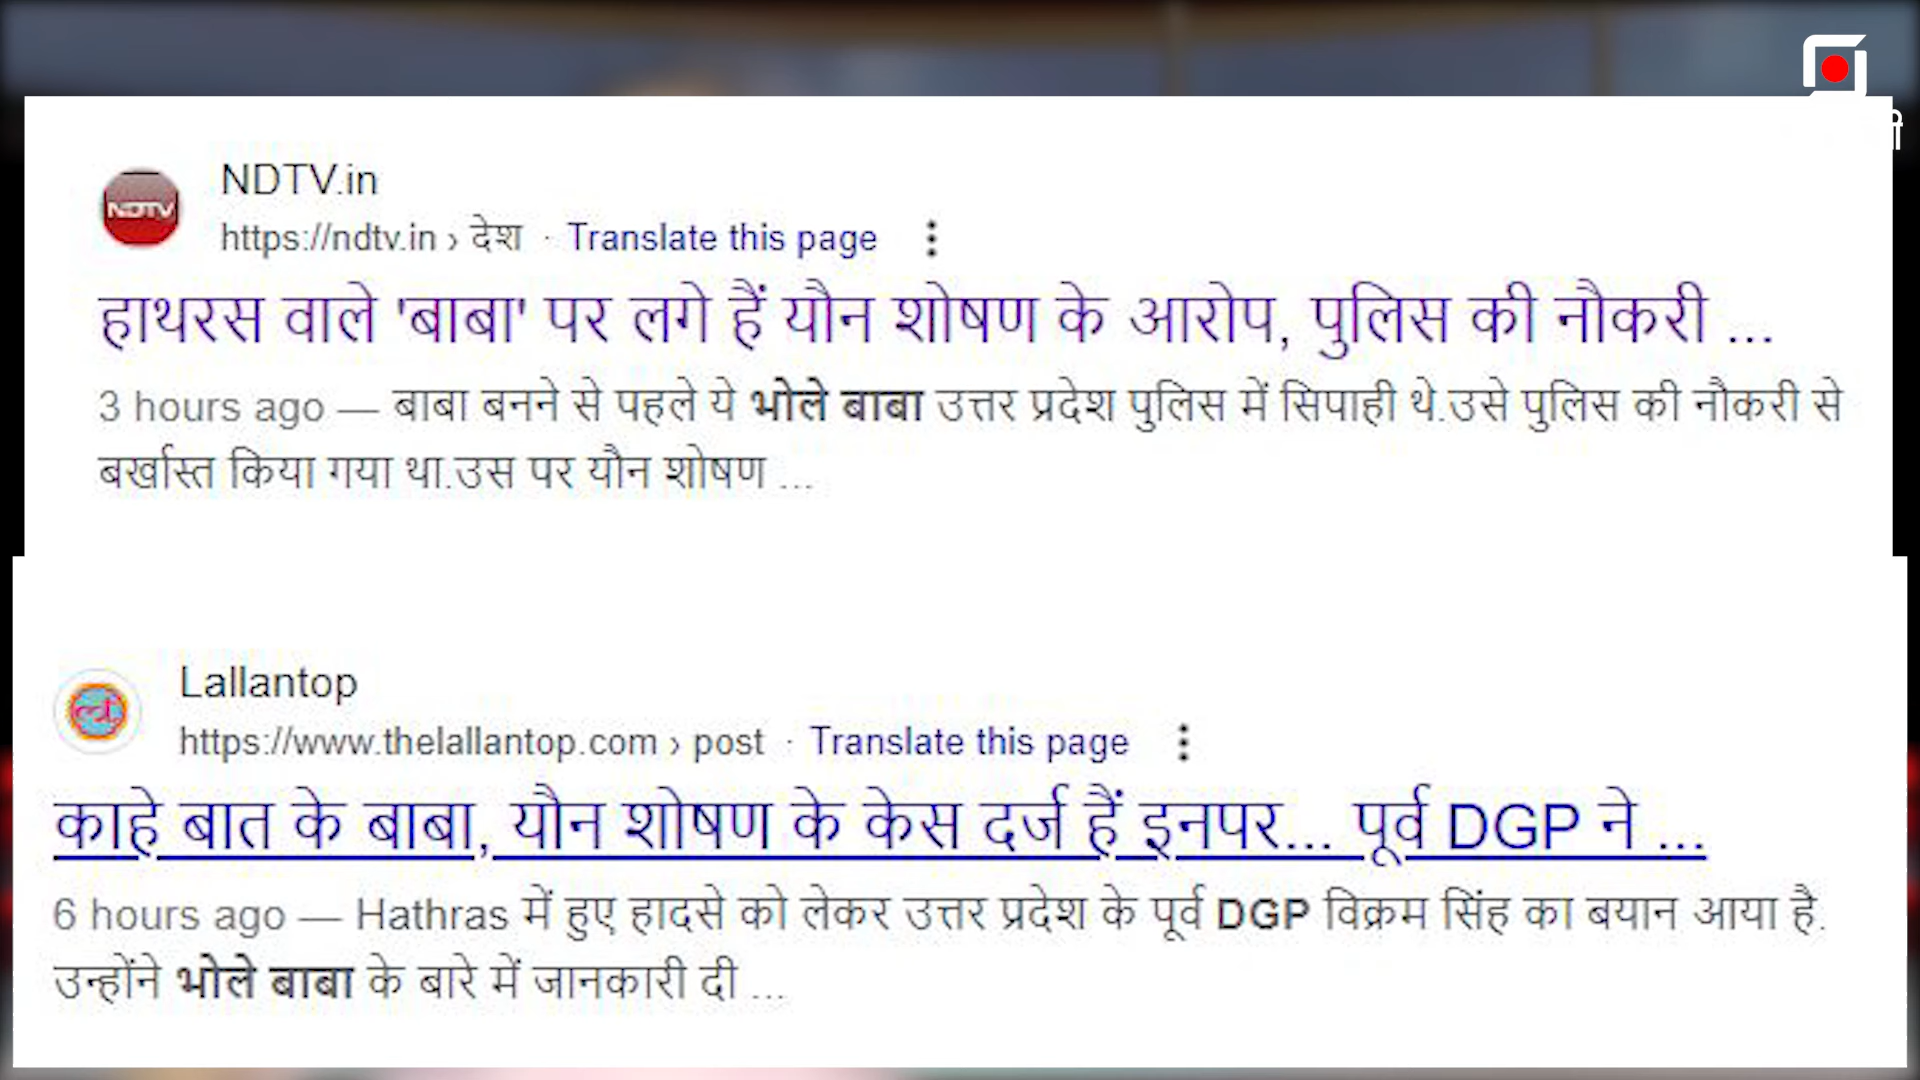 NDTV.in
NDTV
https://ndtv.in › देश · Translate this page
हाथरस वाले 'बाबा' पर लगे हैं यौन शोषण के आरोप, पुलिस की नौकरी ...
3 hours ago — बाबा बनने से पहले ये भोले बाबा उत्तर प्रदेश पुलिस में सिपाही थे.उसे पुलिस की नौकरी से
बर्खास्त किया गया था.उस पर यौन शोषण ...
Lallantop
https://www.thelallantop.com › post · Translate this page
काहे बात के बाबा, यौन शोषण के केस दर्ज हैं इनपर... पूर्व DGP ने ...
6 hours ago — Hathras में हुए हादसे को लेकर उत्तर प्रदेश के पूर्व DGP विक्रम सिंह का बयान आया है.
उन्होंने भोले बाबा के बारे में जानकारी दी ...